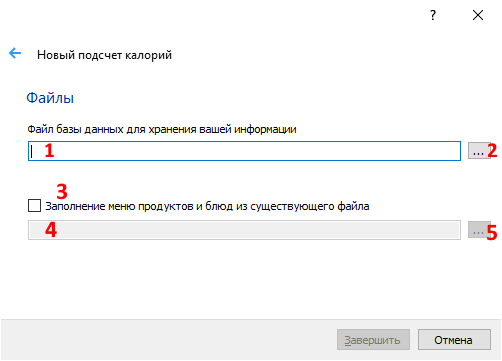 ?
Новый подсчет калорий
Файлы
Файл базы данных для хранения вашей информации
1 ... 2
3
Заполнение меню продуктов и блюд из существующего файла
4 ... 5
Завершить Отмена